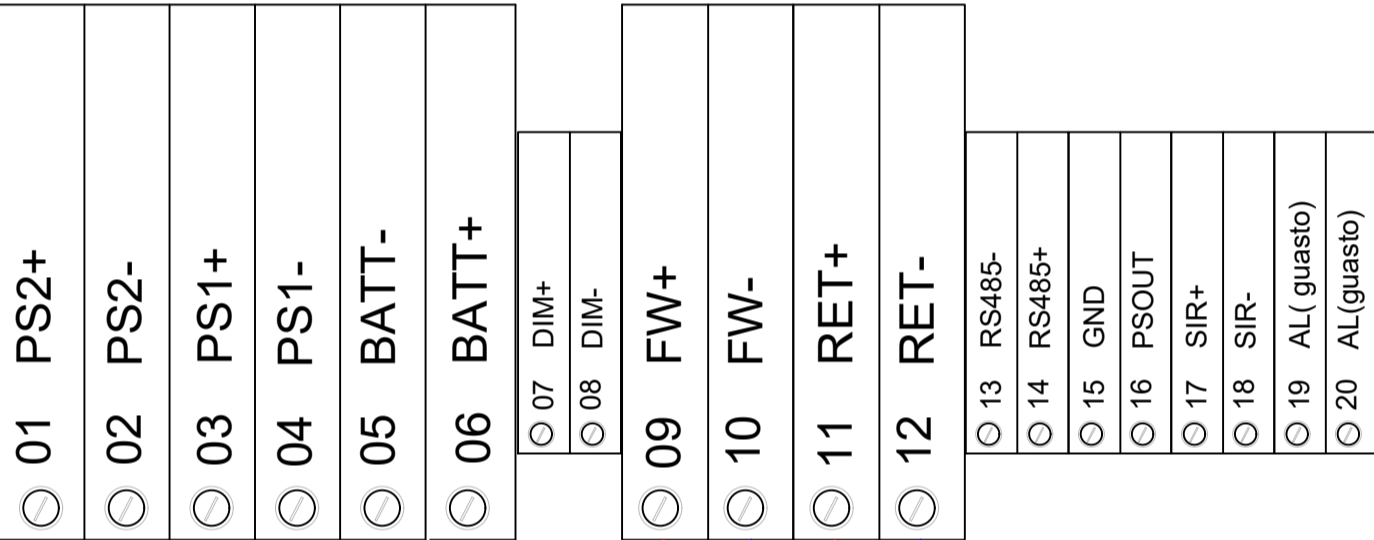 01 PS2+
02 PS2-
03 PS1+
04 PS1-
05 BATT-
06 BATT+
07 DIM+
08 DIM-
09 FW+
10 FW-
11 RET+
12 RET-
13 RS485-
14 RS485+
15 GND
16 PSOUT
17 SIR+
18 SIR-
19 AL( guasto)
20 AL(guasto)